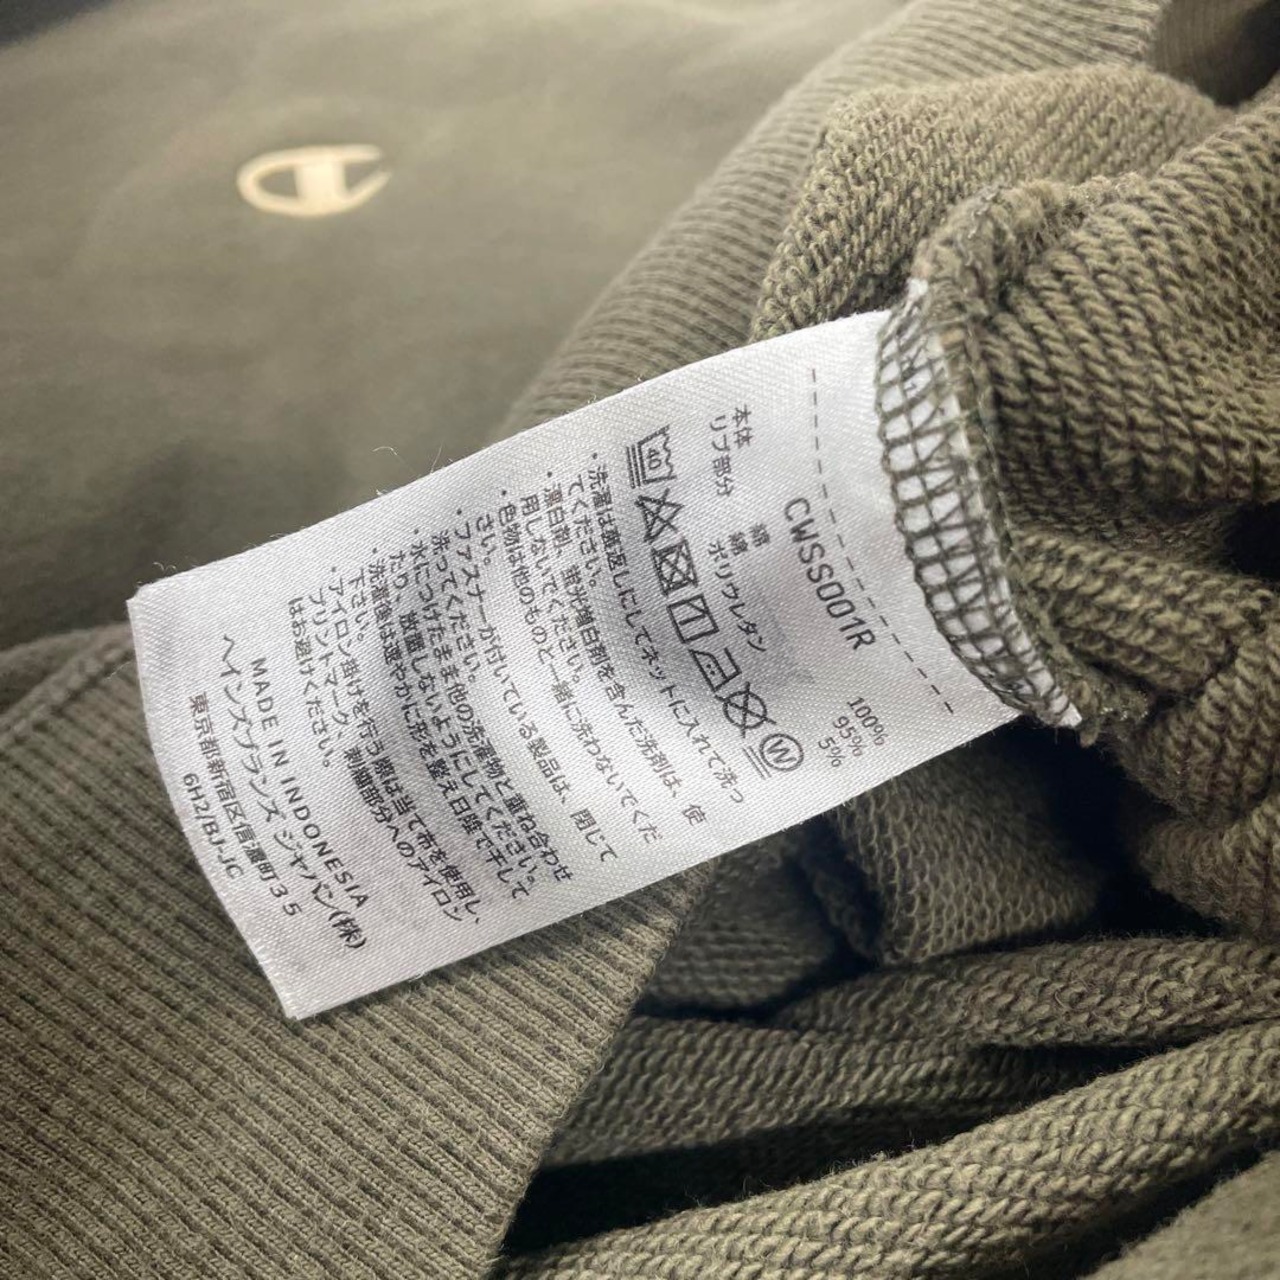 CWSS001R
本体 綿 100%
リブ部分 綿 95%
ポリウレタン 5%
40
W
・洗濯は裏返しにしてネットに入れて洗っ
てください。
・漂白剤、蛍光増白剤を含んだ洗剤は、使
用しないでください。
・色物は他のものと一緒に洗わないでくだ
さい。
・ファスナーが付いている製品は、閉じて
洗ってください。
・水につけたまま他の洗濯物と重ね合わせ
たり、放置しないようにしてください。
・洗濯後は速やかに形を整え日陰で干して
下さい。
・アイロン掛けを行う際は当て布を使用し、
プリントマーク、刺繍部分へのアイロン
はお避けください。
MADE IN INDONESIA
ヘインズブランズ ジャパン(株)
東京都新宿区信濃町35
6H2/BJ-JC